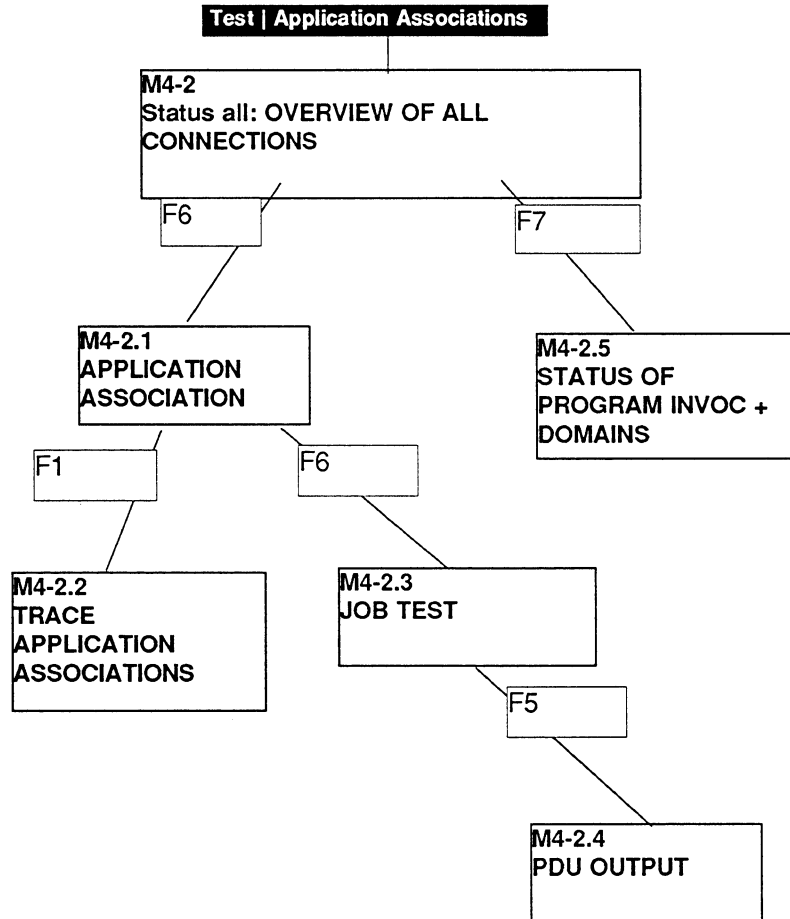 Test | Application Associations
M4-2
Status all: OVERVIEW OF ALL
CONNECTIONS
F6
F7
M4-2.1
APPLICATION
ASSOCIATION
M4-2.5
STATUS OF
PROGRAM INVOC +
DOMAINS
F1
F6
M4-2.2
TRACE
APPLICATION
ASSOCIATIONS
M4-2.3
JOB TEST
F5
M4-2.4
PDU OUTPUT